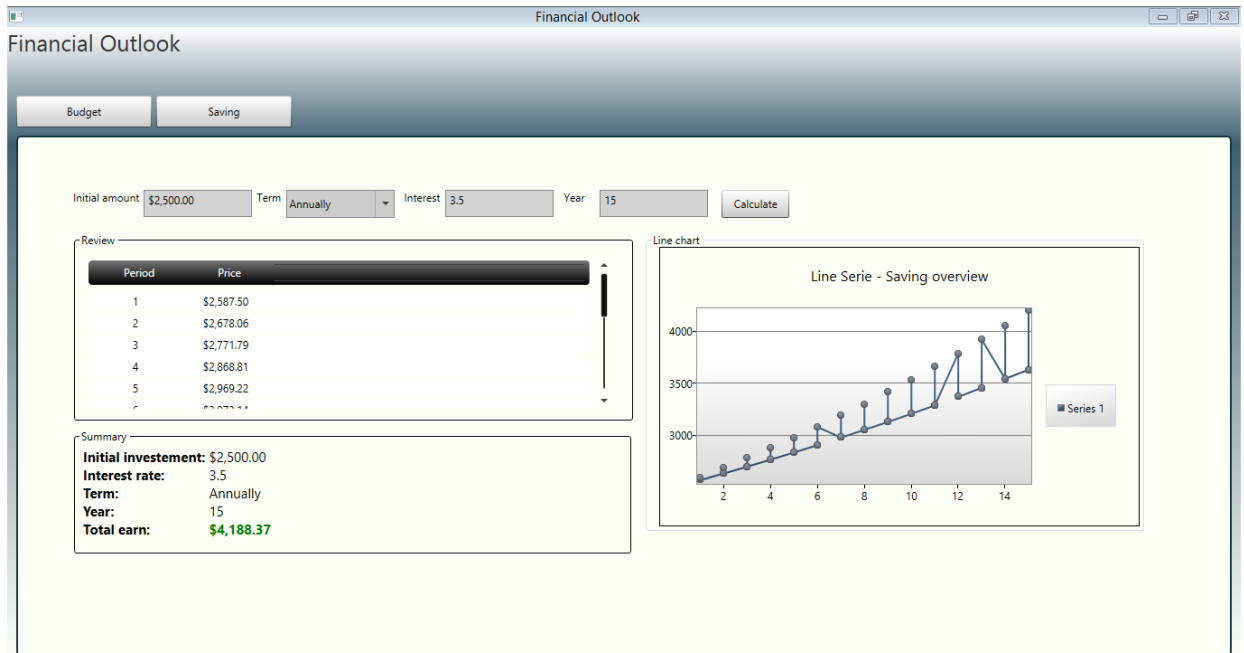 Financial Outlook
Financial Outlook
Budget Saving
Initial amount $2,500.00 Term Annually Interest 3.5 Year 15 Calculate
Review
Period Price
1 $2,587.50
2 $2,678.06
3 $2,771.79
4 $2,868.81
5 $2,969.22
Summary
Initial investement: $2,500.00
Interest rate: 3.5
Term: Annually
Year: 15
Total earn: $4,188.37
Line chart
Line Serie - Saving overview
4000
3500
3000
2 4 6 8 10 12 14
Series 1